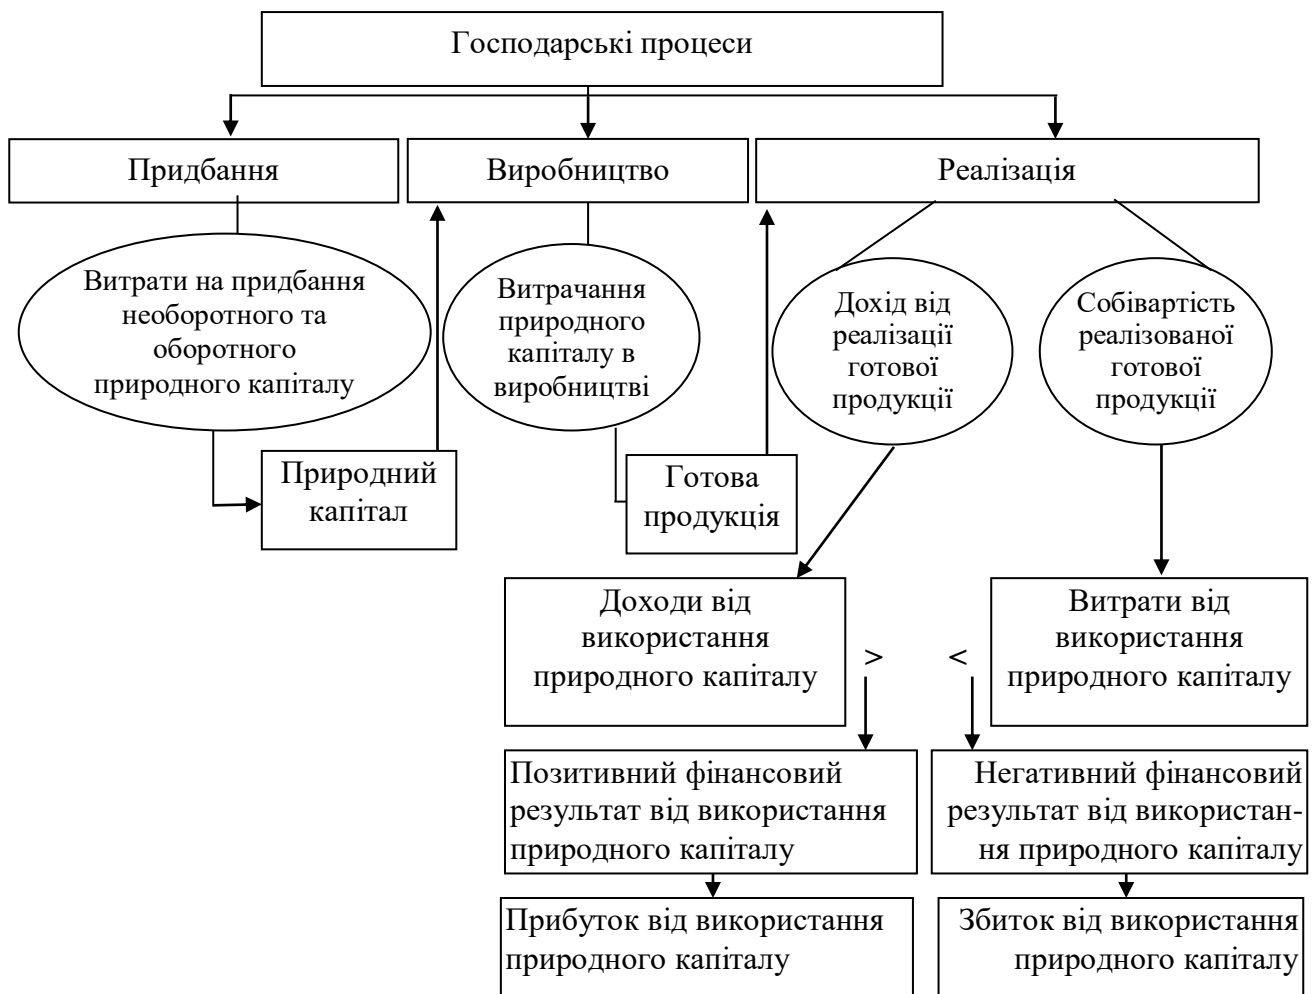 Господарські процеси
Придбання
Виробництво
Реалізація
Витрати на придбання
необоротного та
оборотного
природного капіталу
Витрачання
природного
капіталу в
виробництві
Дохід від
реалізації
готової
продукції
Собівартість
реалізованої
готової
продукції
Природний
капітал
Готова
продукція
Доходи від
використання
природного капіталу
>
<
Витрати від
використання
природного капіталу
Позитивний фінансовий
результат від використання
природного капіталу
Негативний фінансовий
результат від використан-
ня природного капіталу
Прибуток від використання
природного капіталу
Збиток від використання
природного капіталу